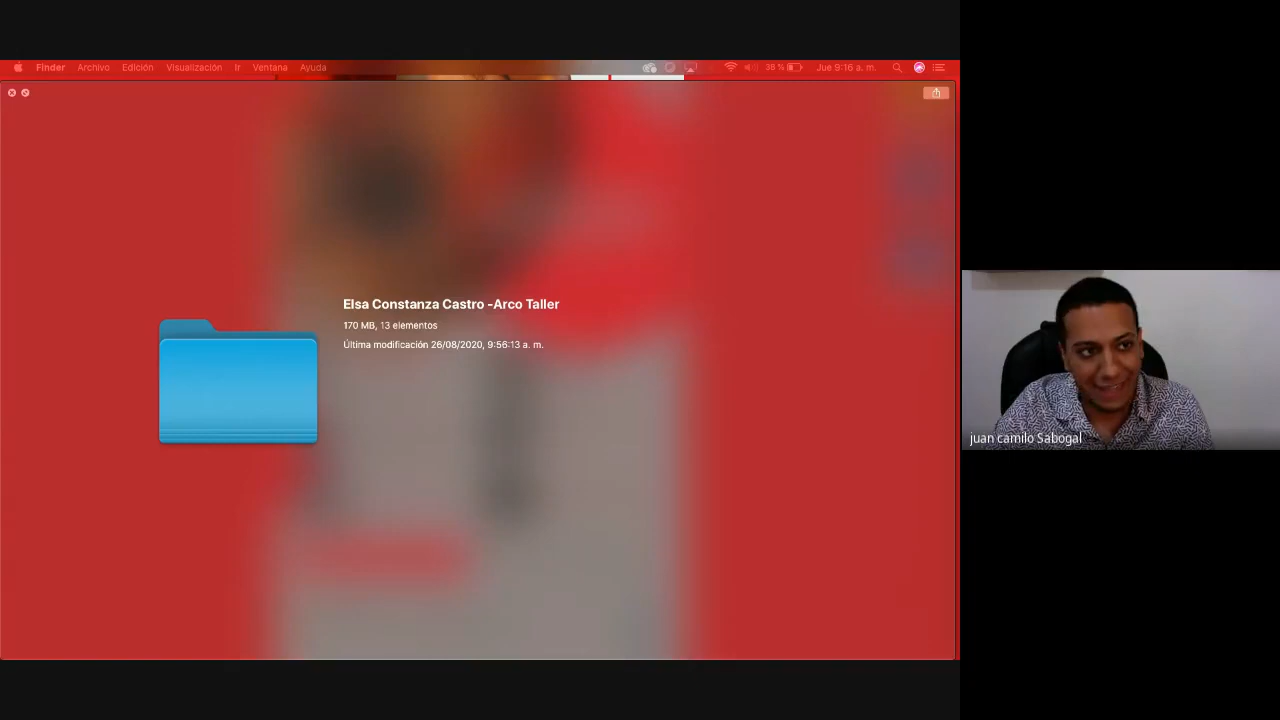 Finder Archivo Edición Visualización Ir Ventana Ayuda 38 % Jue 9:16 a. m.
Elsa Constanza Castro -Arco Taller
170 MB, 13 elementos
Última modificación 26/08/2020, 9:56:13 a. m.
juan camilo Sabogal